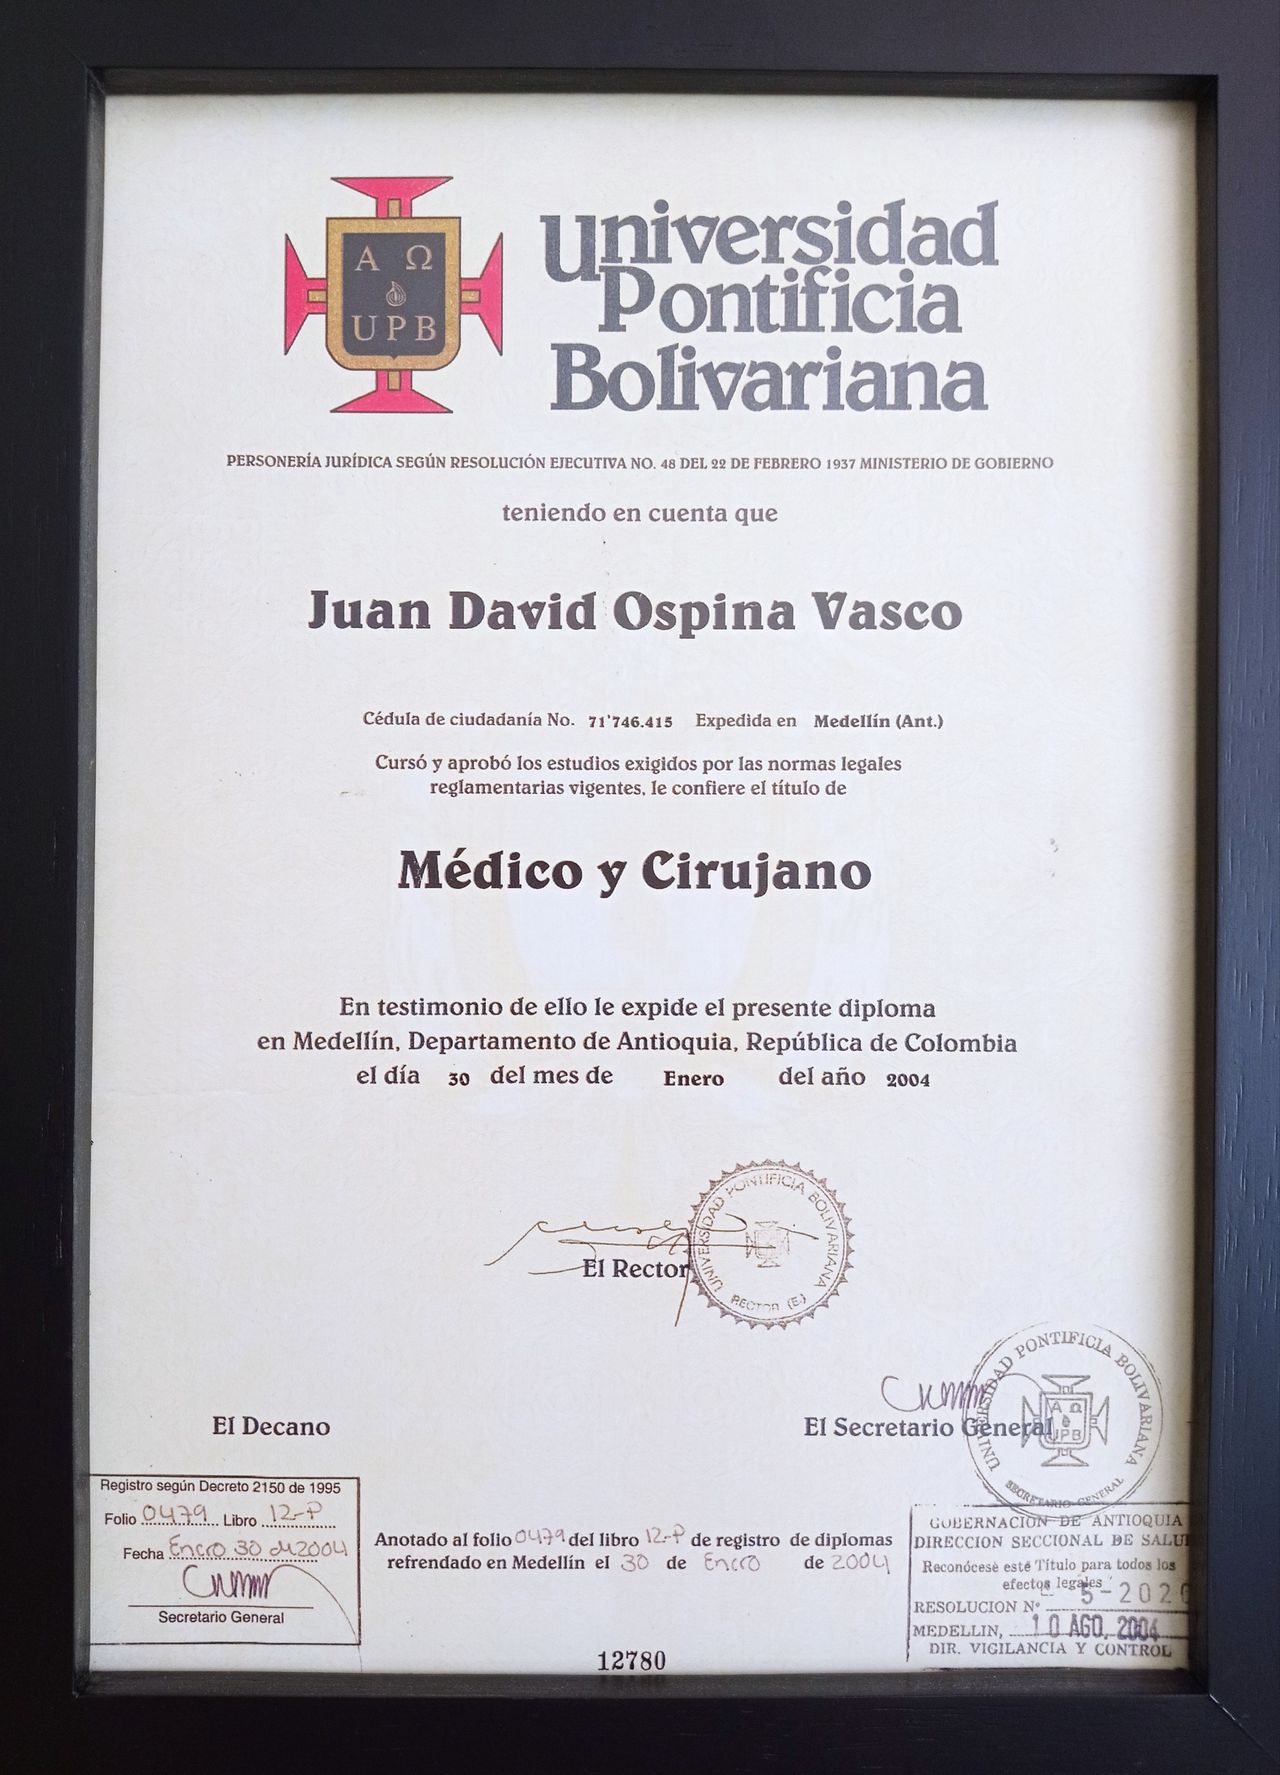 Α Ω
UPB
Universidad
Pontificia
Bolivariana
PERSONERÍA JURÍDICA SEGÚN RESOLUCIÓN EJECUTIVA NO. 48 DEL 22 DE FEBRERO 1937 MINISTERIO DE GOBIERNO
teniendo en cuenta que
Juan David Ospina Vasco
Cédula de ciudadanía No. 71'746.415 Expedida en Medellín (Ant.)
Cursó y aprobó los estudios exigidos por las normas legales
reglamentarias vigentes, le confiere el título de
Médico y Cirujano
En testimonio de ello le expide el presente diploma
en Medellín, Departamento de Antioquia, República de Colombia
el día 30 del mes de Enero del año 2004
El Rector
UNIVERSIDAD PONTIFICIA BOLIVARIANA
RECTOR (E.)
El Decano
El Secretario General
UNIVERSIDAD PONTIFICIA BOLIVARIANA
Α Ω
UPB
SECRETARIO GENERAL
Registro según Decreto 2150 de 1995
Folio 0479 Libro 12-P
Fecha Enero 30 de 2004
Secretario General
Anotado al folio 0479 del libro 12-P de registro de diplomas
refrendado en Medellín el 30 de Enero de 2004
GOBERNACION DE ANTIOQUIA
DIRECCION SECCIONAL DE SALUD
Reconócese este Título para todos los
efectos legales
RESOLUCION Nº 5-2020
MEDELLIN, 10 AGO. 2004
DIR. VIGILANCIA Y CONTROL
12780